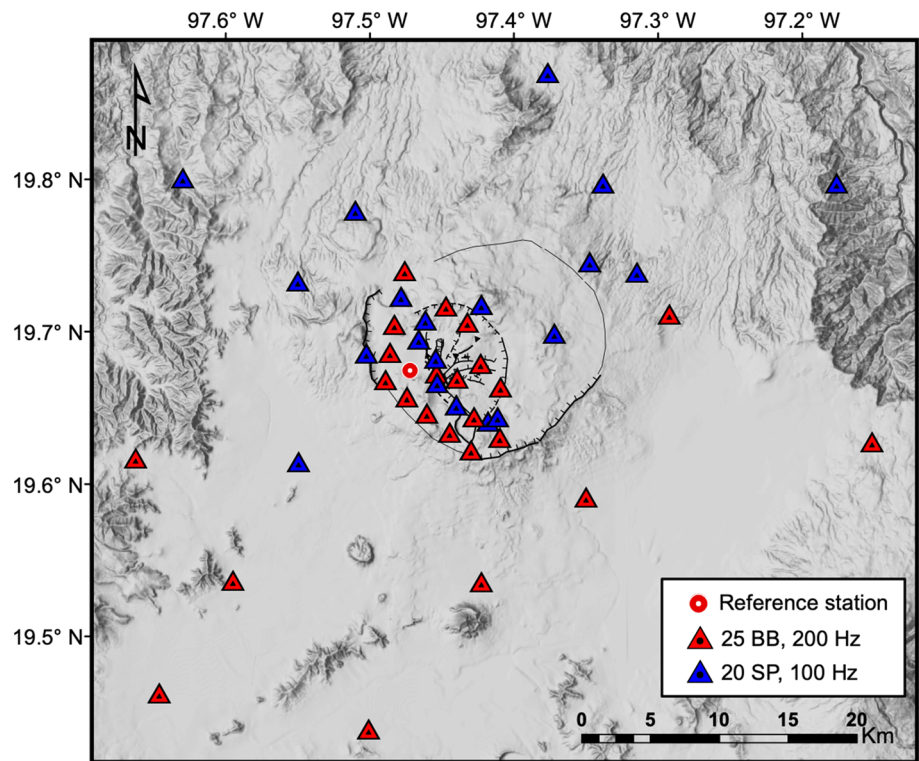 97.6° W 97.5° W 97.4° W 97.3° W 97.2° W
N
19.8° N
19.7° N
19.6° N
19.5° N
Reference station
25 BB, 200 Hz
20 SP, 100 Hz
0 5 10 15 20
Km